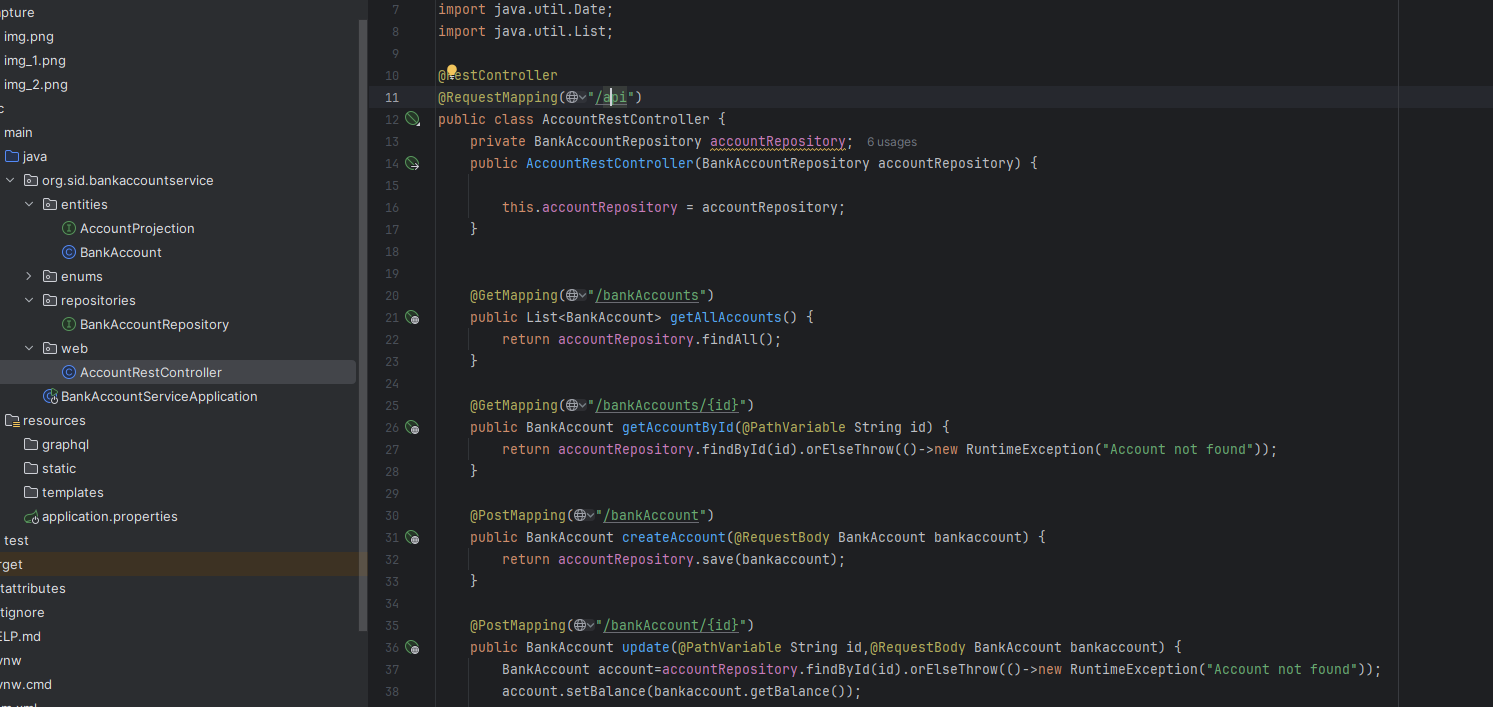 pture
img.png
img_1.png
img_2.png
c
main
java
org.sid.bankaccountservice
entities
AccountProjection
BankAccount
enums
repositories
BankAccountRepository
web
AccountRestController
BankAccountServiceApplication
resources
graphql
static
templates
application.properties
test
rget
tattributes
tignore
ELP.md
vnw
vnw.cmd
7 import java.util.Date;
8 import java.util.List;
9
10 @RestController
11 @RequestMapping("/api")
12 public class AccountRestController {
13 private BankAccountRepository accountRepository; 6 usages
14 public AccountRestController(BankAccountRepository accountRepository) {
15
16 this.accountRepository = accountRepository;
17 }
18
19
20 @GetMapping("/bankAccounts")
21 public List<BankAccount> getAllAccounts() {
22 return accountRepository.findAll();
23 }
24
25 @GetMapping("/bankAccounts/{id}")
26 public BankAccount getAccountById(@PathVariable String id) {
27 return accountRepository.findById(id).orElseThrow(()->new RuntimeException("Account not found"));
28 }
29
30 @PostMapping("/bankAccount")
31 public BankAccount createAccount(@RequestBody BankAccount bankaccount) {
32 return accountRepository.save(bankaccount);
33 }
34
35 @PostMapping("/bankAccount/{id}")
36 public BankAccount update(@PathVariable String id,@RequestBody BankAccount bankaccount) {
37 BankAccount account=accountRepository.findById(id).orElseThrow(()->new RuntimeException("Account not found"));
38 account.setBalance(bankaccount.getBalance());